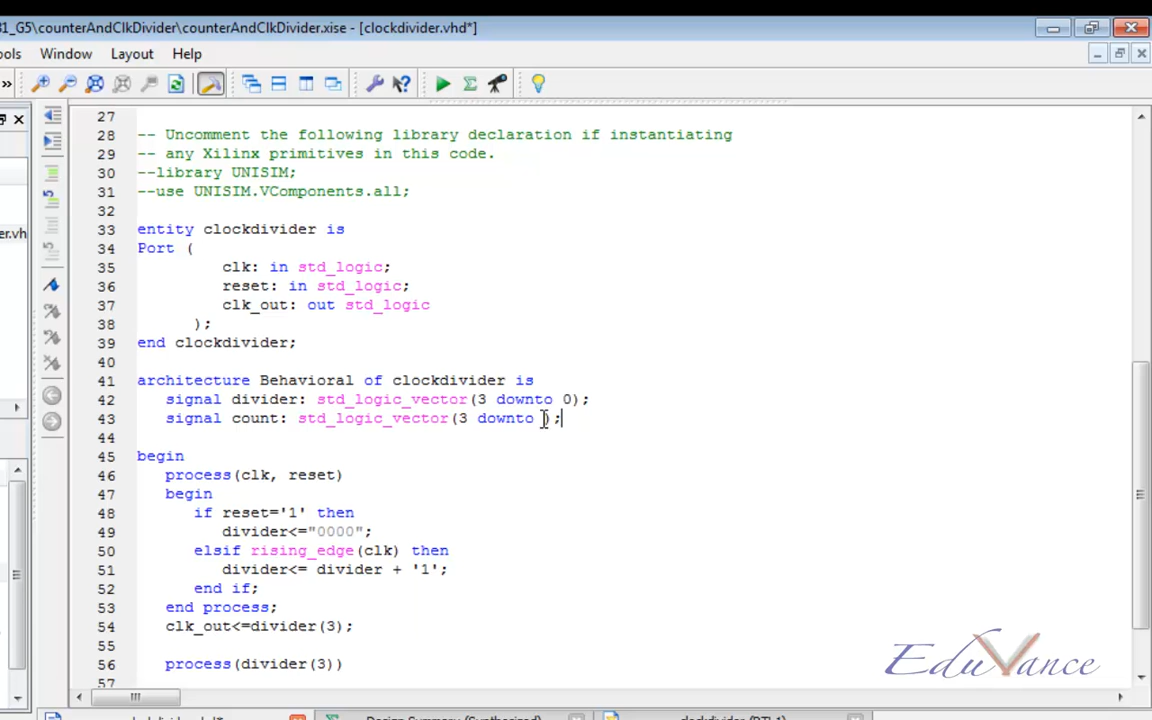 31_G5\counterAndClkDivider\counterAndClkDivider.xise - [clockdivider.vhd*]
ools Window Layout Help
27
28 -- Uncomment the following library declaration if instantiating
29 -- any Xilinx primitives in this code.
30 --library UNISIM;
31 --use UNISIM.VComponents.all;
32
33 entity clockdivider is
34 Port (
35 clk: in std_logic;
36 reset: in std_logic;
37 clk_out: out std_logic
38 );
39 end clockdivider;
40
41 architecture Behavioral of clockdivider is
42 signal divider: std_logic_vector(3 downto 0);
43 signal count: std_logic_vector(3 downto );
44
45 begin
46 process(clk, reset)
47 begin
48 if reset='1' then
49 divider<="0000";
50 elsif rising_edge(clk) then
51 divider<= divider + '1';
52 end if;
53 end process;
54 clk_out<=divider(3);
55
56 process(divider(3))
57
er.vh
EduVance
Design Summary (Synthesized)
clockdivider (RTL1)